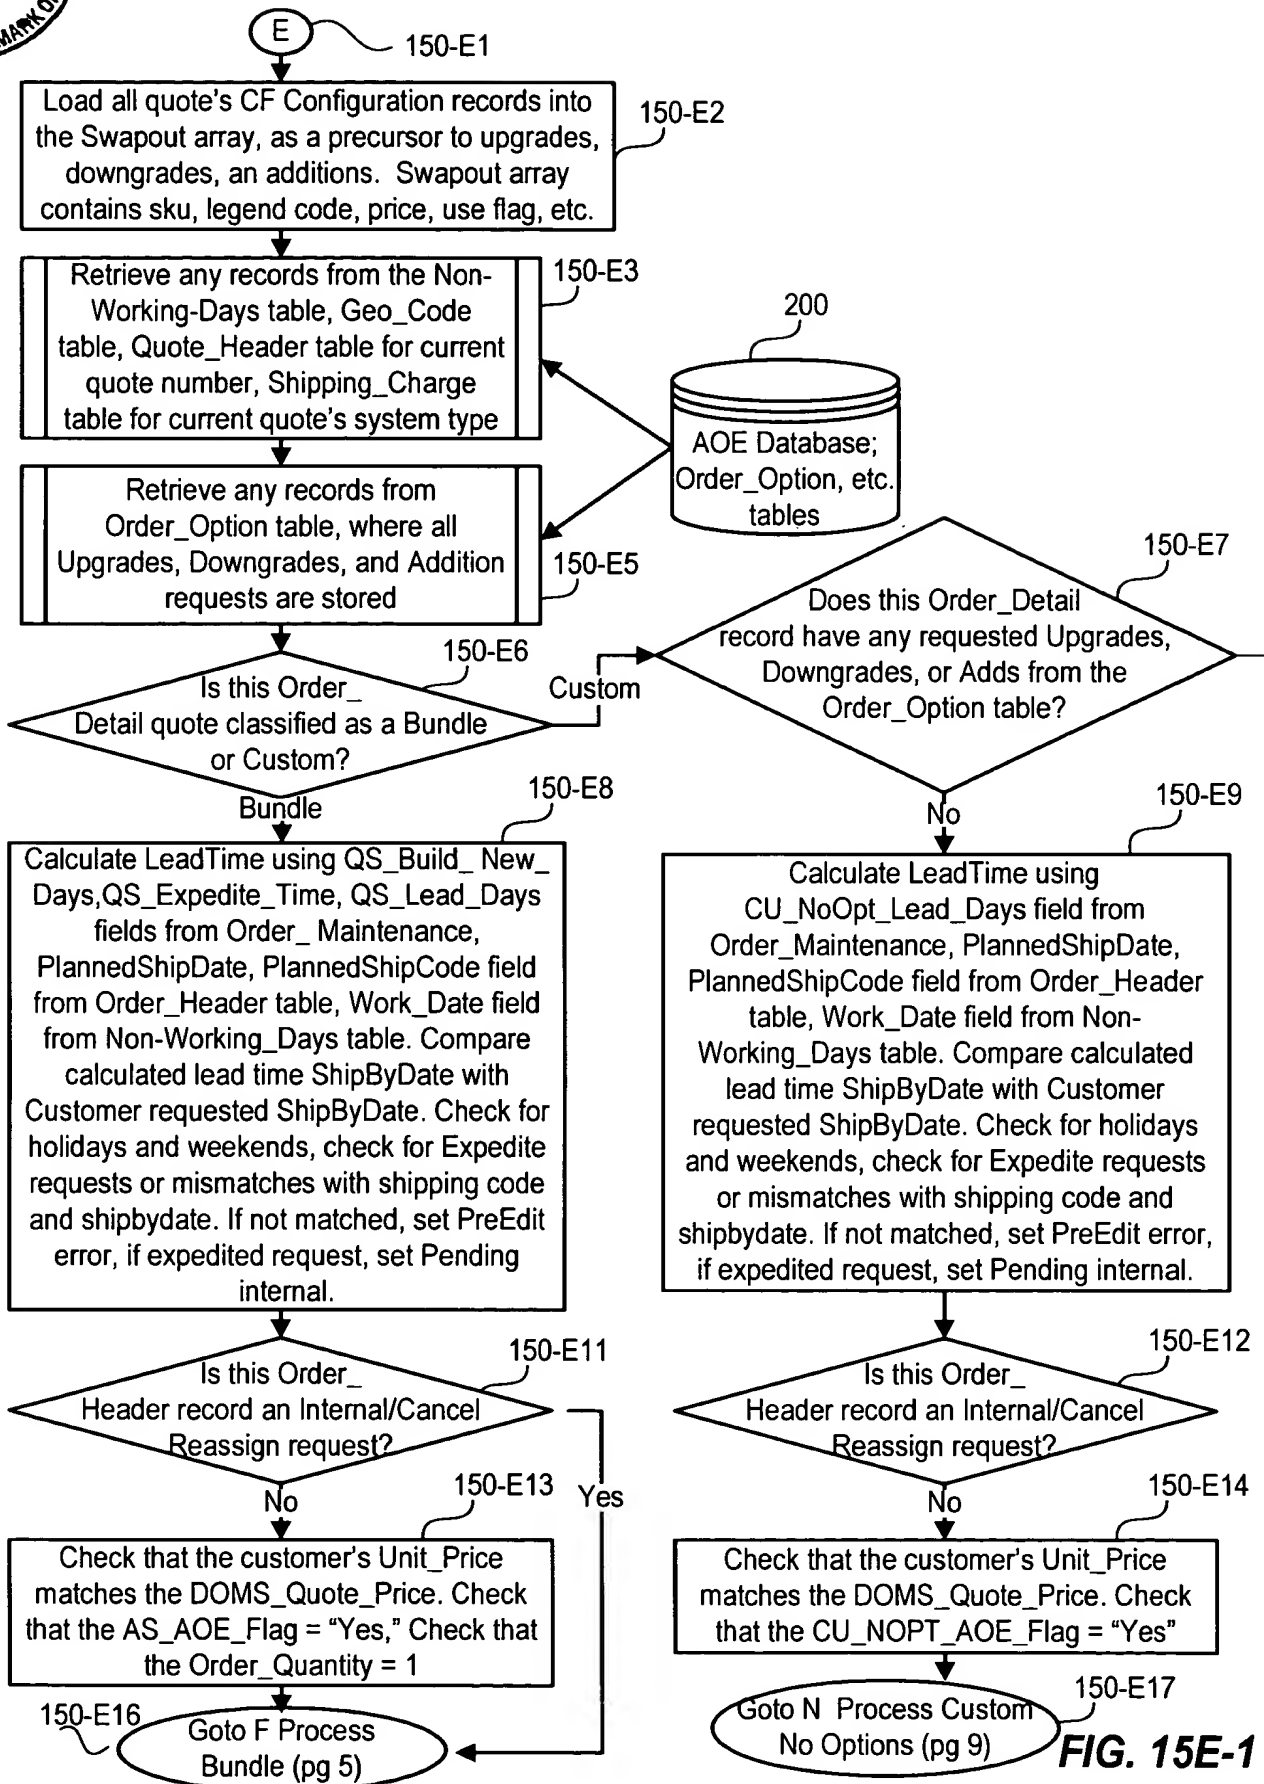 MARK
E
150-E1
Load all quote's CF Configuration records into
the Swapout array, as a precursor to upgrades,
downgrades, an additions. Swapout array
contains sku, legend code, price, use flag, etc.
150-E2
Retrieve any records from the Non-
Working-Days table, Geo_Code
table, Quote_Header table for current
quote number, Shipping_Charge
table for current quote's system type
150-E3
200
AOE Database;
Order_Option, etc.
tables
Retrieve any records from
Order_Option table, where all
Upgrades, Downgrades, and Addition
requests are stored
150-E5
150-E6
Is this Order_
Detail quote classified as a Bundle
or Custom?
Custom
150-E7
Does this Order_Detail
record have any requested Upgrades,
Downgrades, or Adds from the
Order_Option table?
Bundle
150-E8
Calculate LeadTime using QS_Build_ New_
Days,QS_Expedite_Time, QS_Lead_Days
fields from Order_ Maintenance,
PlannedShipDate, PlannedShipCode field
from Order_Header table, Work_Date field
from Non-Working_Days table. Compare
calculated lead time ShipByDate with
Customer requested ShipByDate. Check for
holidays and weekends, check for Expedite
requests or mismatches with shipping code
and shipbydate. If not matched, set PreEdit
error, if expedited request, set Pending
internal.
No
150-E9
Calculate LeadTime using
CU_NoOpt_Lead_Days field from
Order_Maintenance, PlannedShipDate,
PlannedShipCode field from Order_Header
table, Work_Date field from Non-
Working_Days table. Compare calculated
lead time ShipByDate with Customer
requested ShipByDate. Check for holidays
and weekends, check for Expedite requests
or mismatches with shipping code and
shipbydate. If not matched, set PreEdit error,
if expedited request, set Pending internal.
150-E11
Is this Order_
Header record an Internal/Cancel
Reassign request?
150-E12
Is this Order_
Header record an Internal/Cancel
Reassign request?
No
150-E13
Yes
Check that the customer's Unit_Price
matches the DOMS_Quote_Price. Check
that the AS_AOE_Flag = “Yes,” Check that
the Order_Quantity = 1
No
150-E14
Check that the customer's Unit_Price
matches the DOMS_Quote_Price. Check
that the CU_NOPT_AOE_Flag = “Yes”
150-E16
Goto F Process
Bundle (pg 5)
150-E17
Goto N Process Custom
No Options (pg 9)
FIG. 15E-1